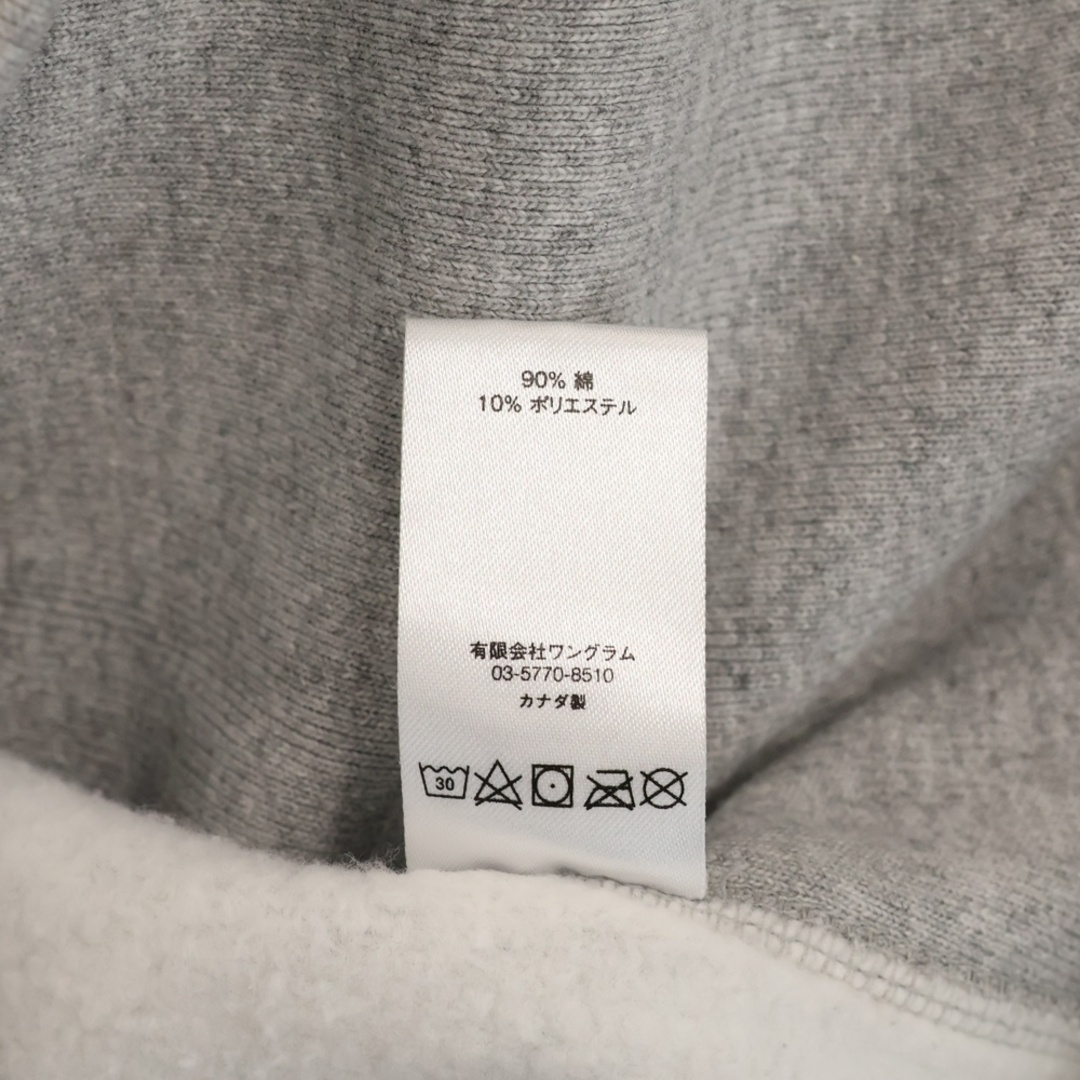 90% 綿
10% ポリエステル
有限会社ワングラム
03-5770-8510
カナダ製
30